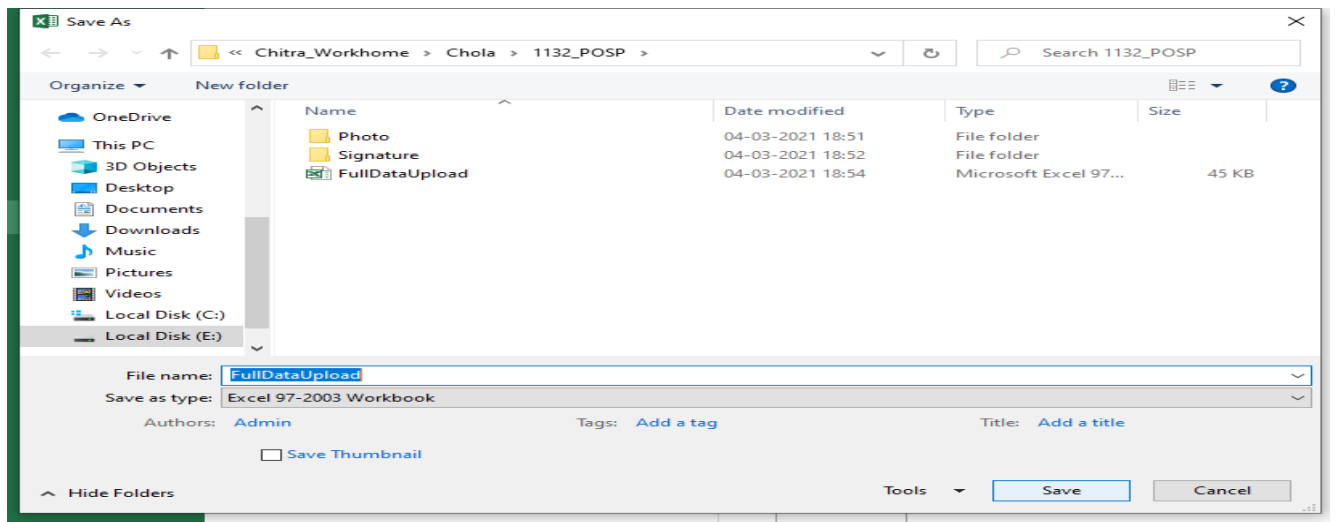 Save As
« Chitra_Workhome > Chola > 1132_POSP > Search 1132_POSP
Organize New folder
Name Date modified Type Size
OneDrive
This PC
3D Objects
Desktop
Documents
Downloads
Music
Pictures
Videos
Local Disk (C:)
Local Disk (E:)
Photo 04-03-2021 18:51 File folder
Signature 04-03-2021 18:52 File folder
FullDataUpload 04-03-2021 18:54 Microsoft Excel 97... 45 KB
File name: FullDataUpload
Save as type: Excel 97-2003 Workbook
Authors: Admin Tags: Add a tag Title: Add a title
Save Thumbnail
Hide Folders Tools Save Cancel